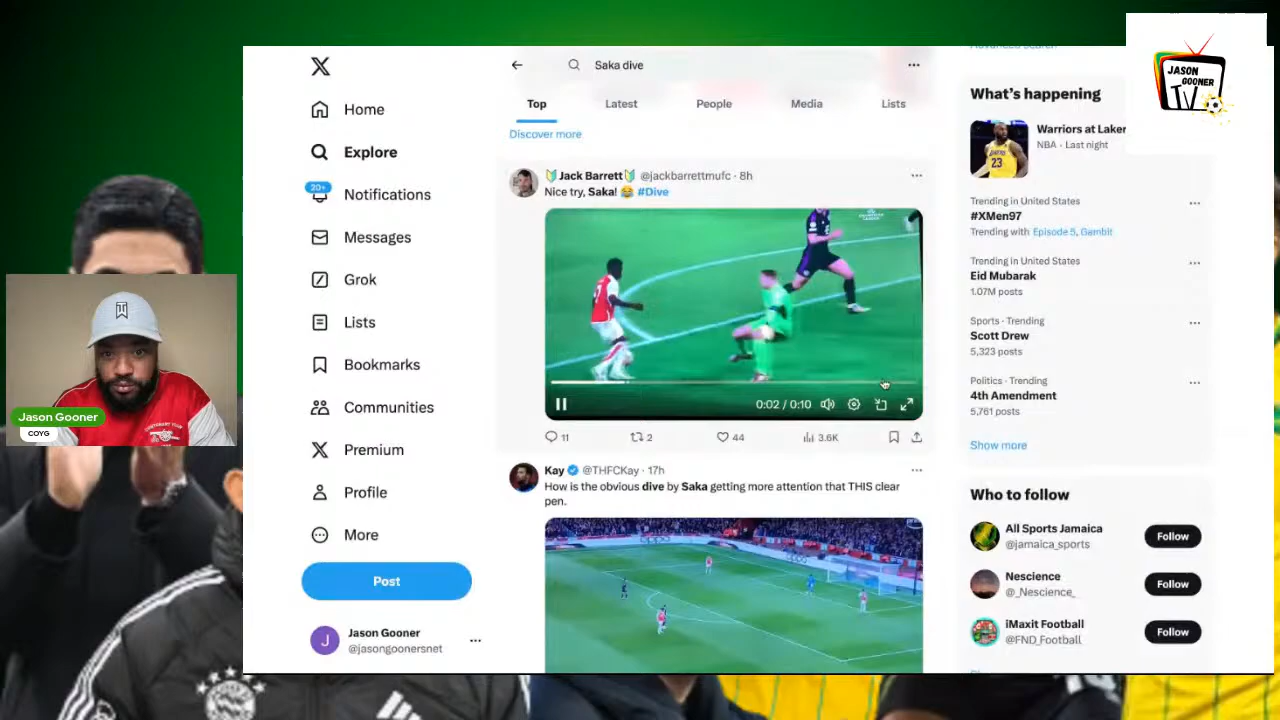 JASON
GOONER
TV
Saka dive
Top
Latest
People
Media
Lists
Discover more
Home
Explore
20+
Notifications
Messages
Grok
Lists
Bookmarks
Communities
Premium
Profile
More
Post
Jason Gooner
@jasongoonersnet
Jason Gooner
COYG
Jack Barrett @jackbarrettmufc · 8h
Nice try, Saka! 😂 #Dive
0:02 / 0:10
11
2
44
3.6K
Kay @THFCKay · 17h
How is the obvious dive by Saka getting more attention that THIS clear
pen.
What's happening
Warriors at Laker
NBA · Last night
Trending in United States
#XMen97
Trending with Episode 5, Gambit
Trending in United States
Eid Mubarak
1.07M posts
Sports · Trending
Scott Drew
5,323 posts
Politics · Trending
4th Amendment
5,761 posts
Show more
Who to follow
All Sports Jamaica
@jamaica_sports
Follow
Nescience
@_Nescience_
Follow
iMaxit Football
@FND_Football
Follow